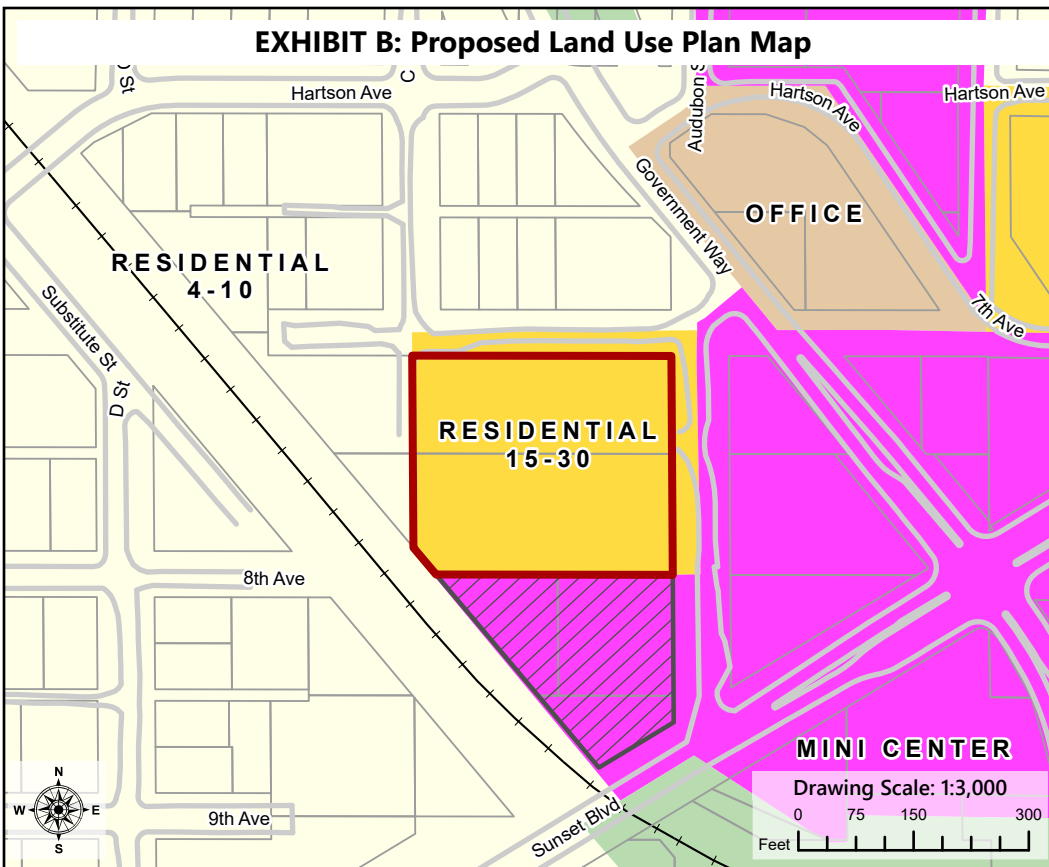 EXHIBIT B: Proposed Land Use Plan Map
St
C
Hartson Ave
Audubon S
Hartson Ave
Hartson Ave
Government Way
OFFICE
RESIDENTIAL
4-10
Substitute St
D St
7th Ave
RESIDENTIAL
15-30
8th Ave
MINI CENTER
Drawing Scale: 1:3,000
0 75 150 300
Feet
N
W E
S
9th Ave
Sunset Blvd